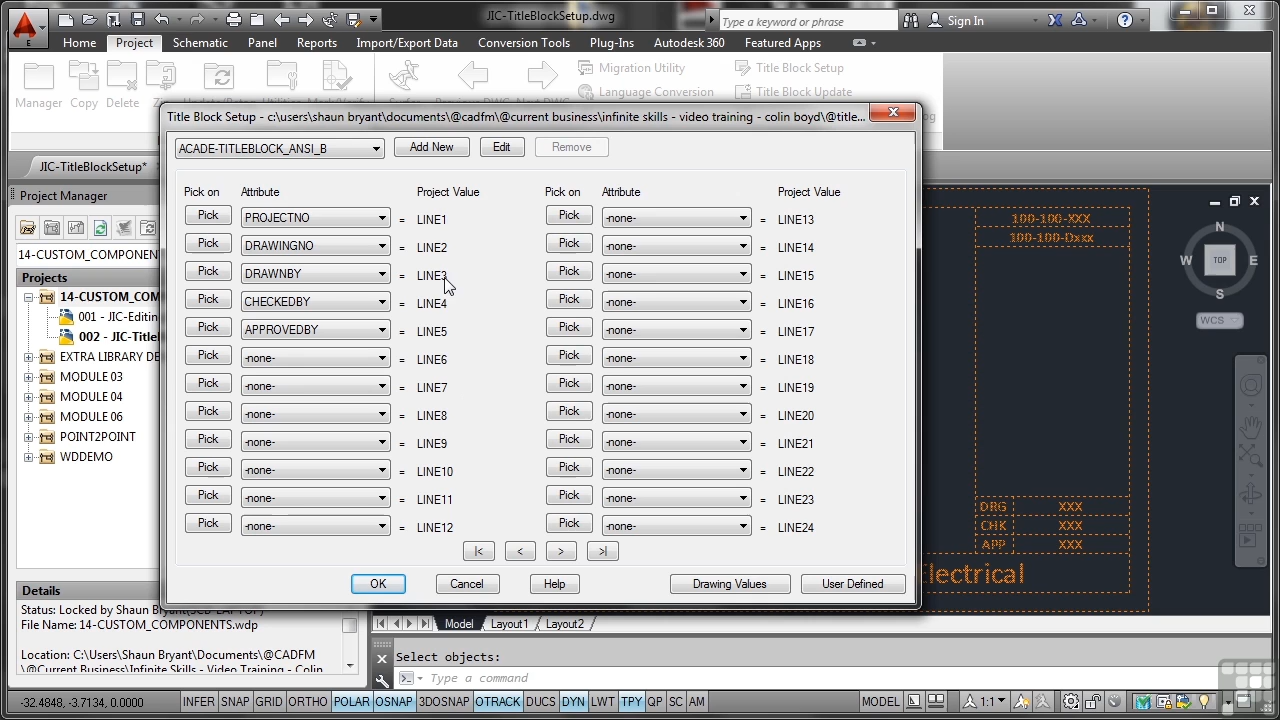 JIC-TitleBlockSetup.dwg
Type a keyword or phrase
Sign In
E
Home Project Schematic Panel Reports Import/Export Data Conversion Tools Plug-Ins Autodesk 360 Featured Apps
Migration Utility
Title Block Setup
Manager Copy Delete
Language Conversion
Title Block Update
Title Block Setup - c:\users\shaun bryant\documents\@cadfm\@current business\infinite skills - video training - colin boyd\@title...
ACADE-TITLEBLOCK_ANSI_B
Add New
Edit
Remove
JIC-TitleBlockSetup*
Project Manager
14-CUSTOM_COMPONENTS
Projects
14-CUSTOM_COM
001 - JIC-Editin
002 - JIC-Titl
EXTRA LIBRARY DE
MODULE 03
MODULE 04
MODULE 06
POINT2POINT
WDDEMO
Pick on Attribute Project Value Pick on Attribute Project Value
Pick PROJECTNO = LINE1 Pick -none- = LINE13
Pick DRAWINGNO = LINE2 Pick -none- = LINE14
Pick DRAWNBY = LINE3 Pick -none- = LINE15
Pick CHECKEDBY = LINE4 Pick -none- = LINE16
Pick APPROVEDBY = LINE5 Pick -none- = LINE17
Pick -none- = LINE6 Pick -none- = LINE18
Pick -none- = LINE7 Pick -none- = LINE19
Pick -none- = LINE8 Pick -none- = LINE20
Pick -none- = LINE9 Pick -none- = LINE21
Pick -none- = LINE10 Pick -none- = LINE22
Pick -none- = LINE11 Pick -none- = LINE23
Pick -none- = LINE12 Pick -none- = LINE24
|< < > >|
OK Cancel Help Drawing Values User Defined
100-100-XXX
100-100-Dxxx
N
W TOP E
S
WCS
DRG XXX
CHK XXX
APP XXX
Electrical
Details
Status: Locked by Shaun Bryant(SCB-LAPTOP)
File Name: 14-CUSTOM_COMPONENTS.wdp
Location: C:\Users\Shaun Bryant\Documents\@CADFM
\@Current Business\Infinite Skills - Video Training - Colin
Model Layout1 Layout2
Select objects:
Type a command
-32.4848, -3.7134, 0.0000 INFER SNAP GRID ORTHO POLAR OSNAP 3DOSNAP OTRACK DUCS DYN LWT TPY QP SC AM MODEL 1:1